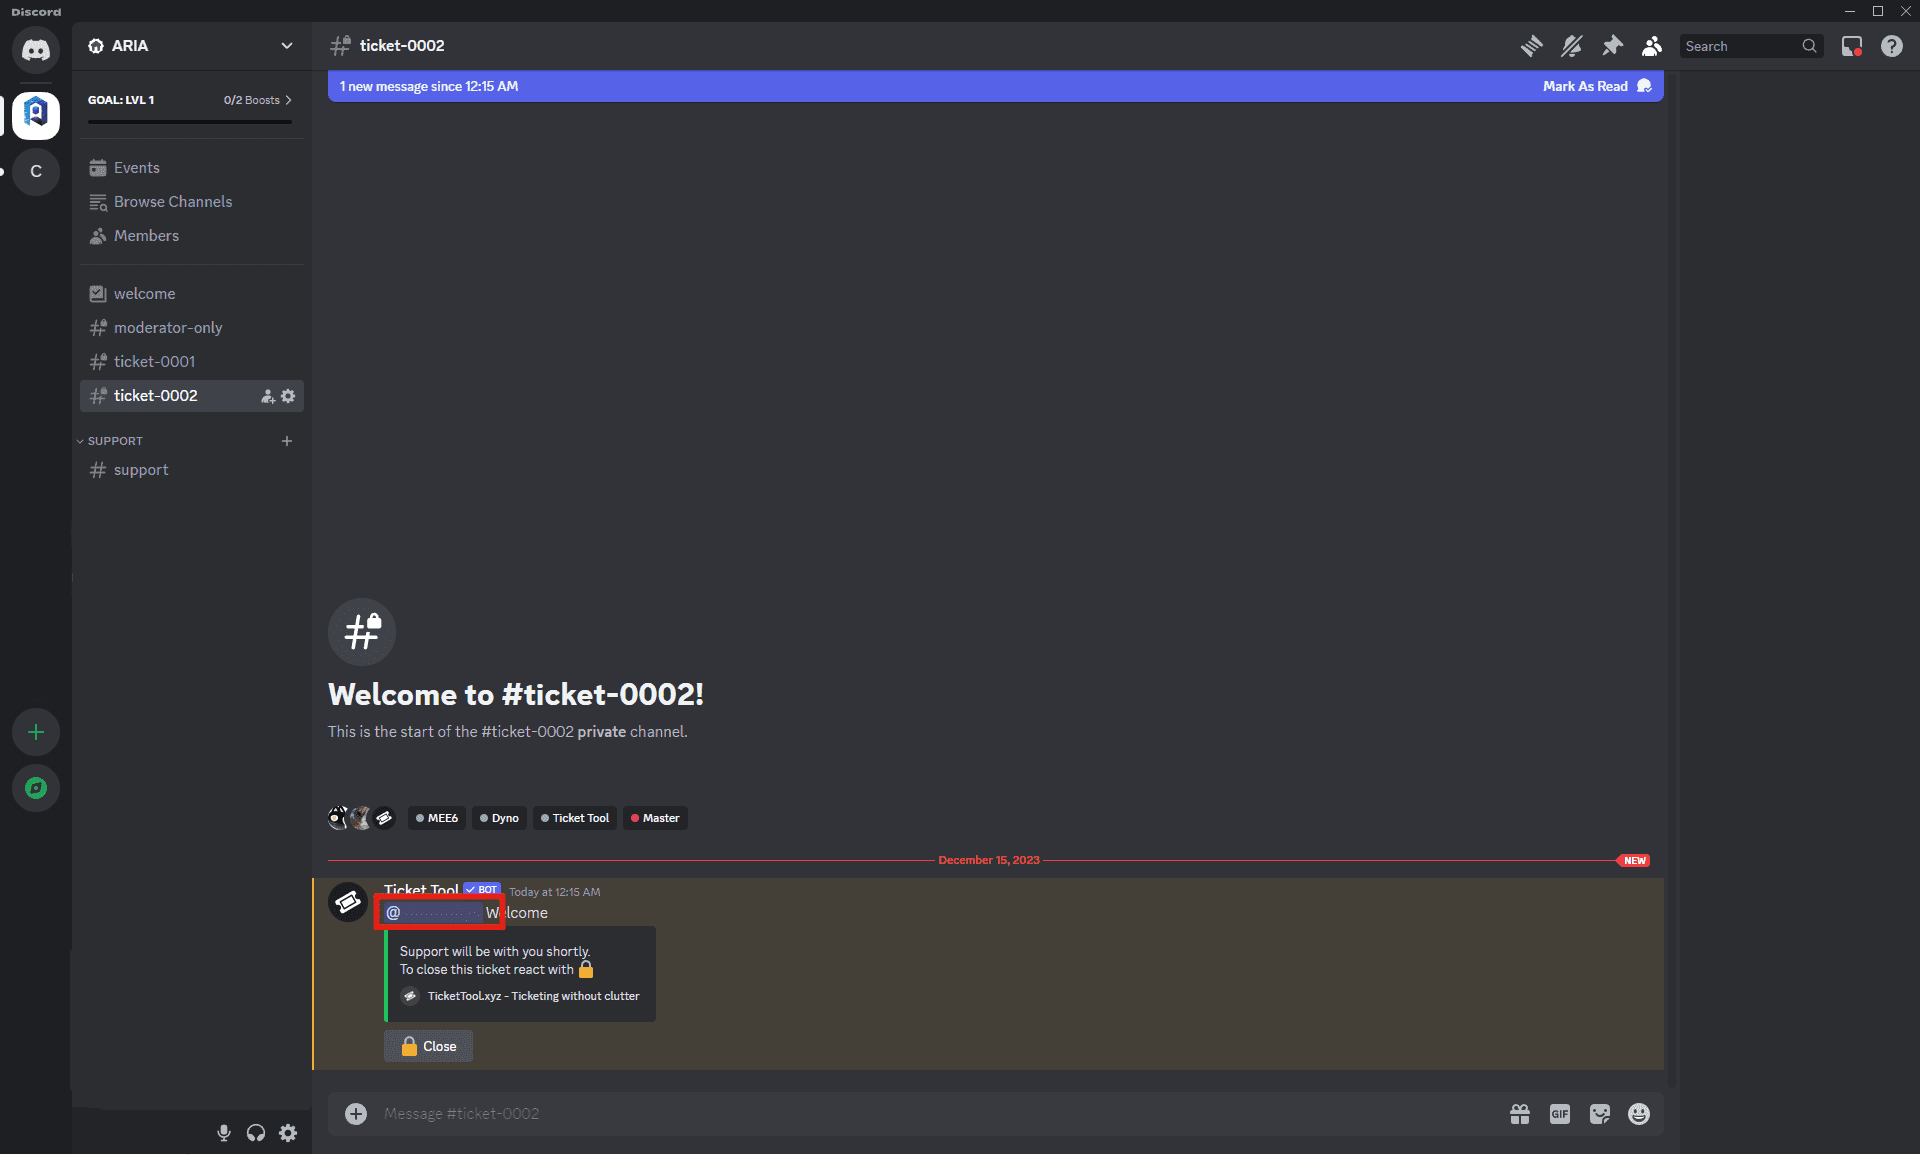 Discord
ARIA
GOAL: LVL 1
0/2 Boosts
Events
Browse Channels
Members
welcome
moderator-only
ticket-0001
ticket-0002
SUPPORT
support
C
ticket-0002
Search
1 new message since 12:15 AM
Mark As Read
Welcome to #ticket-0002!
This is the start of the #ticket-0002 private channel.
MEE6
Dyno
Ticket Tool
Master
December 15, 2023
NEW
Ticket Tool BOT Today at 12:15 AM
@ Welcome
Support will be with you shortly.
To close this ticket react with
TicketTool.xyz - Ticketing without clutter
Close
Message #ticket-0002
GIF